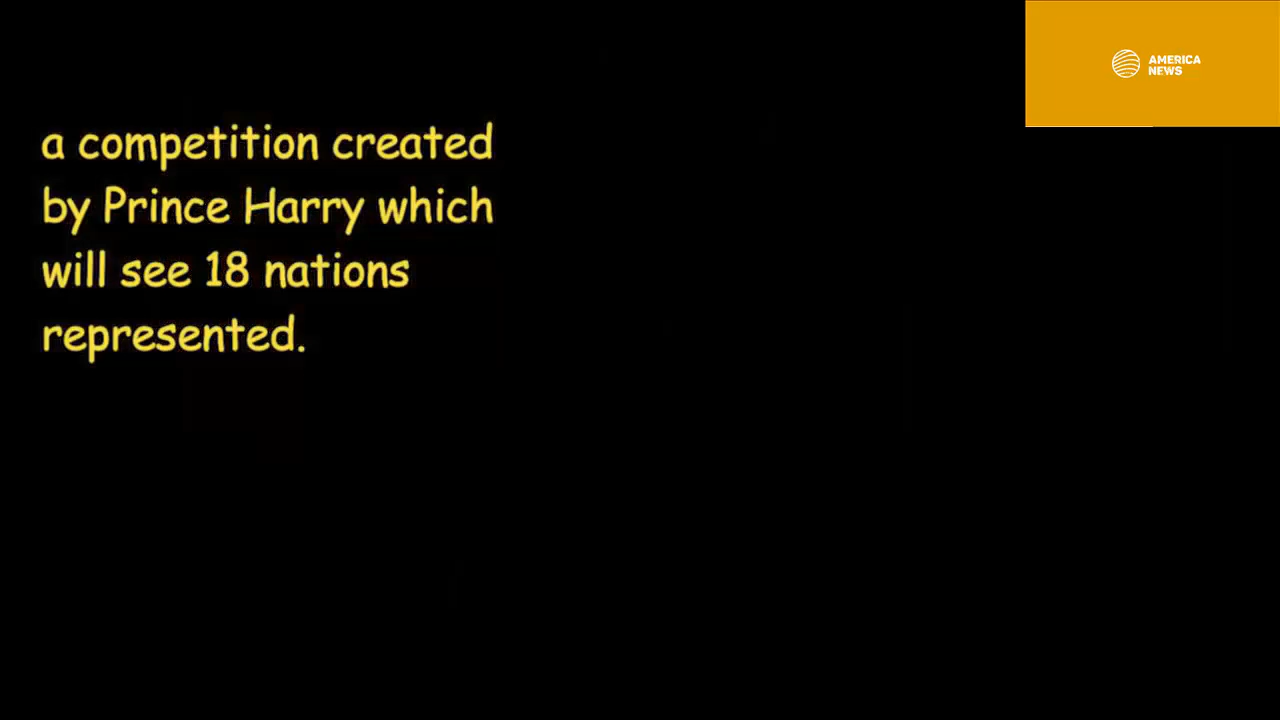 AMERICA
NEWS
a competition created
by Prince Harry which
will see 18 nations
represented.